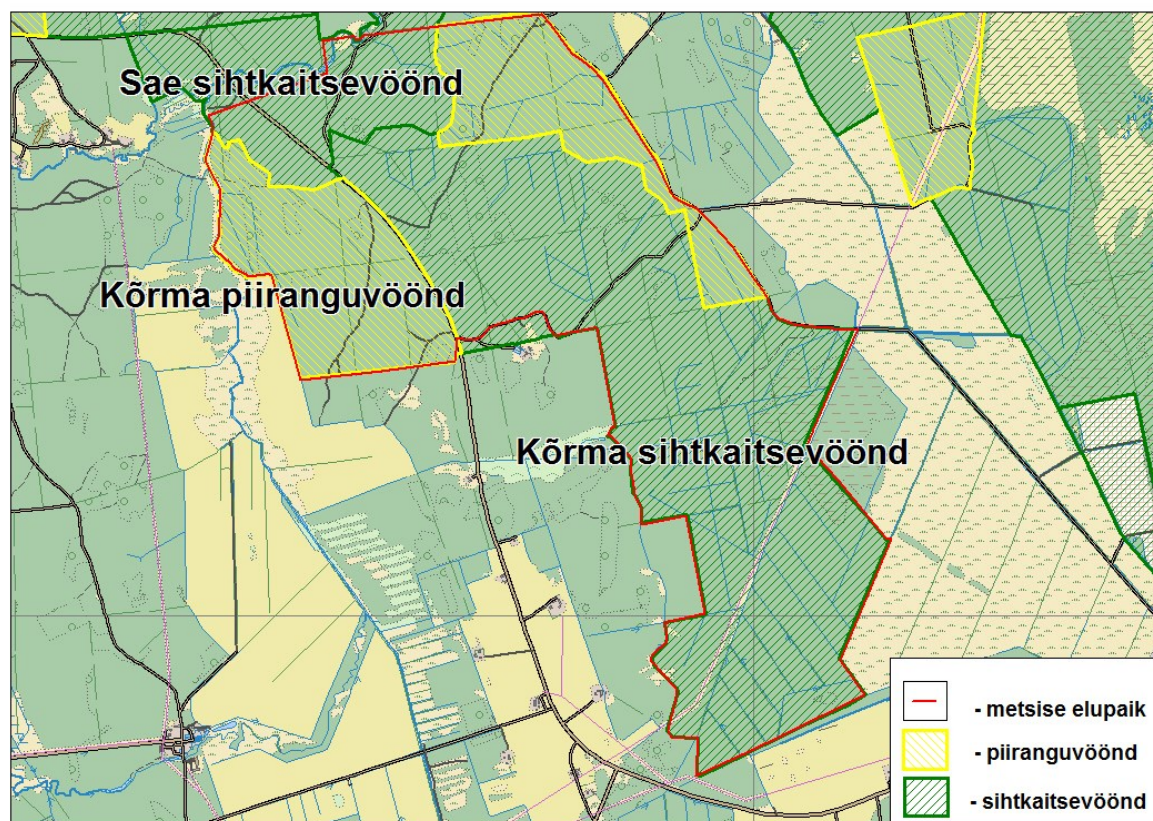 Sae sihtkaitsevöönd
Kõrma piiranguvöönd
Kõrma sihtkaitsevöönd
- metsise elupaik
- piiranguvöönd
- sihtkaitsevöönd